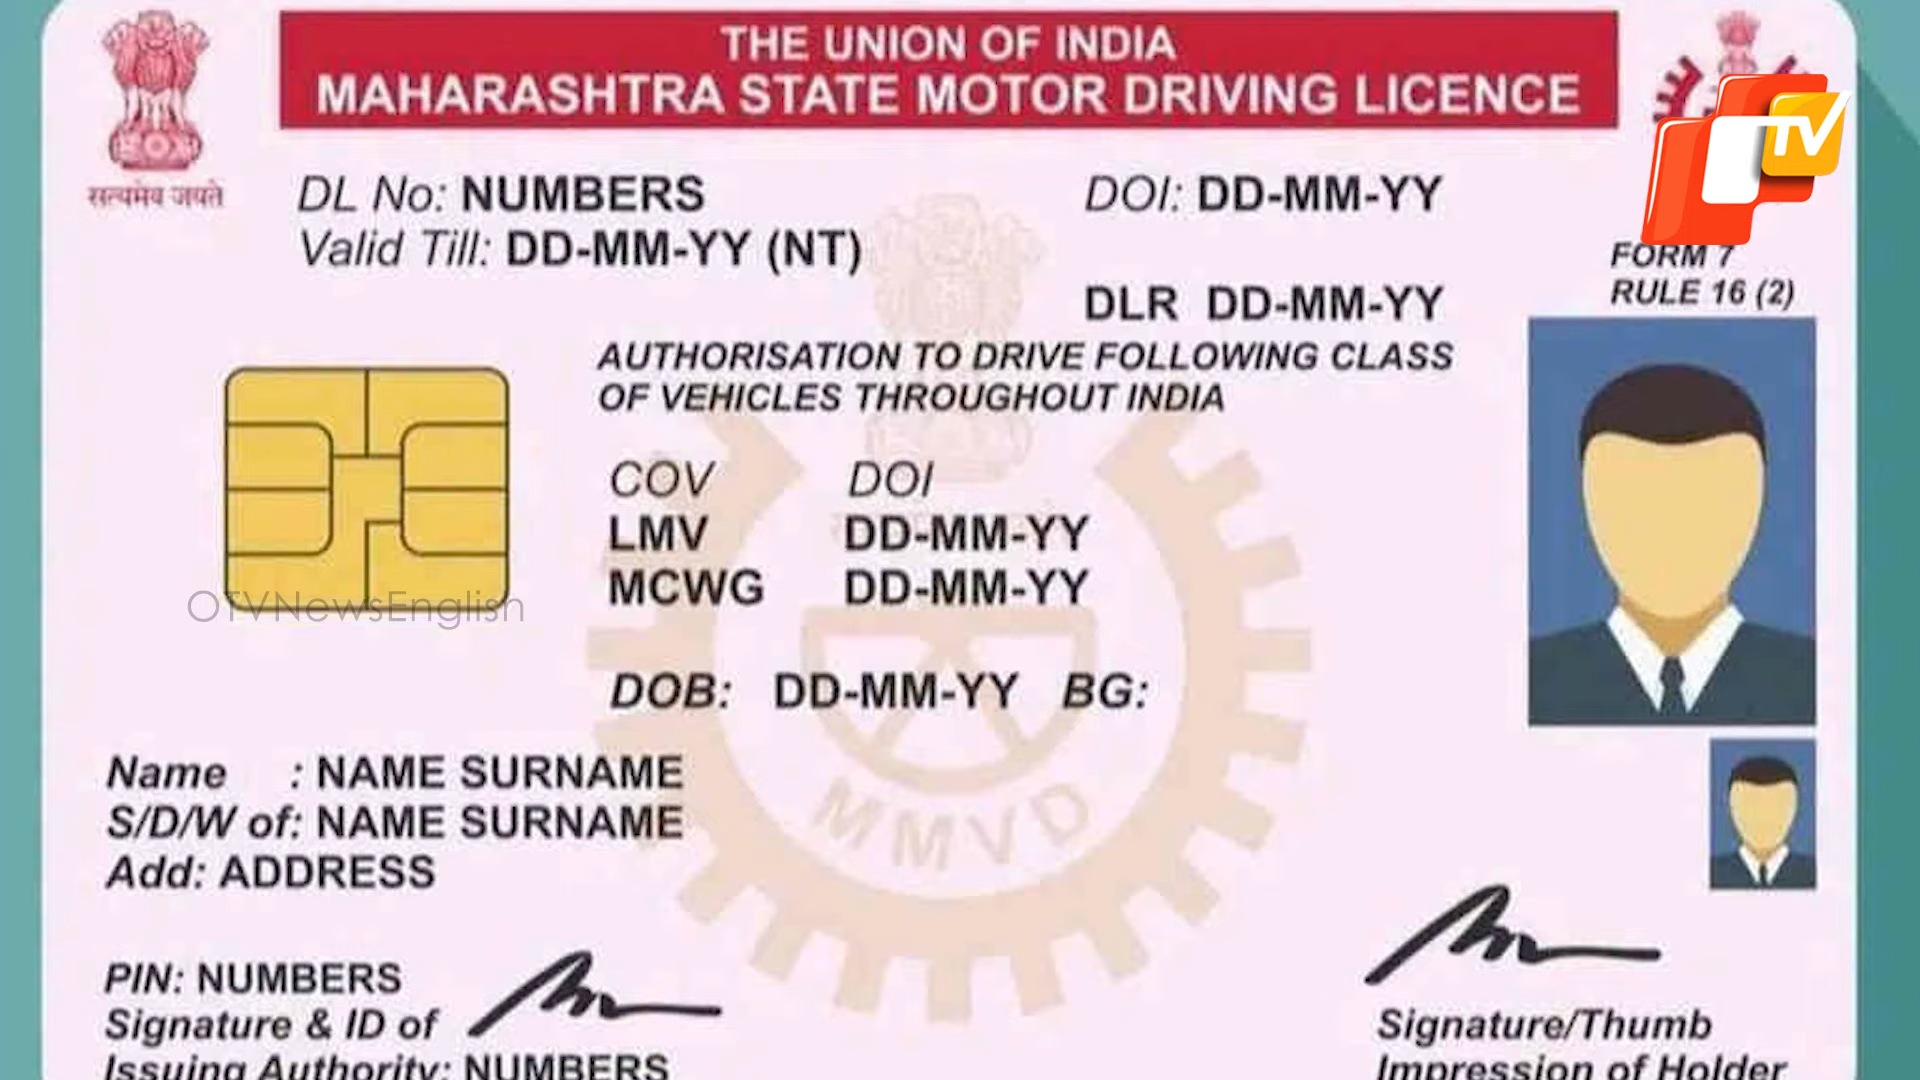 THE UNION OF INDIA
MAHARASHTRA STATE MOTOR DRIVING LICENCE
TV
सत्यमेव जयते
DL No: NUMBERS
DOI: DD-MM-YY
Valid Till: DD-MM-YY (NT)
FORM 7
RULE 16 (2)
DLR DD-MM-YY
AUTHORISATION TO DRIVE FOLLOWING CLASS
OF VEHICLES THROUGHOUT INDIA
COV DOI
LMV DD-MM-YY
MCWG DD-MM-YY
OTVNewsEnglish
DOB: DD-MM-YY BG:
MMVD
Name : NAME SURNAME
S/D/W of: NAME SURNAME
Add: ADDRESS
PIN: NUMBERS
Signature & ID of
Issuing Authority: NUMBERS
Signature/Thumb
Impression of Holder